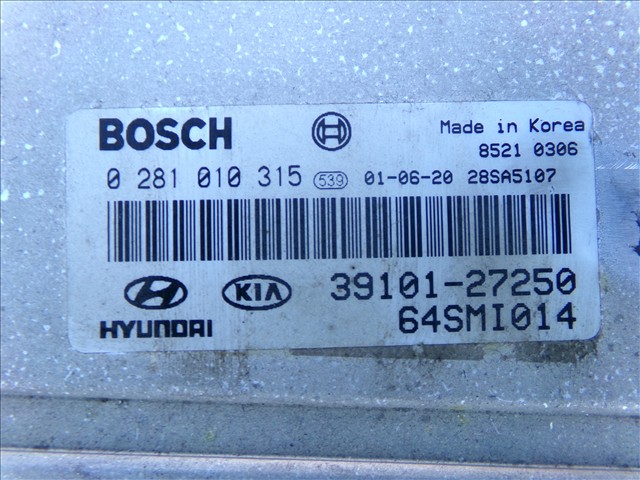 BOSCH
Made in Korea
8521 0306
0 281 010 315 539 01-06-20 28SA5107
HYUNDAI KIA 39101-27250
64SMI014